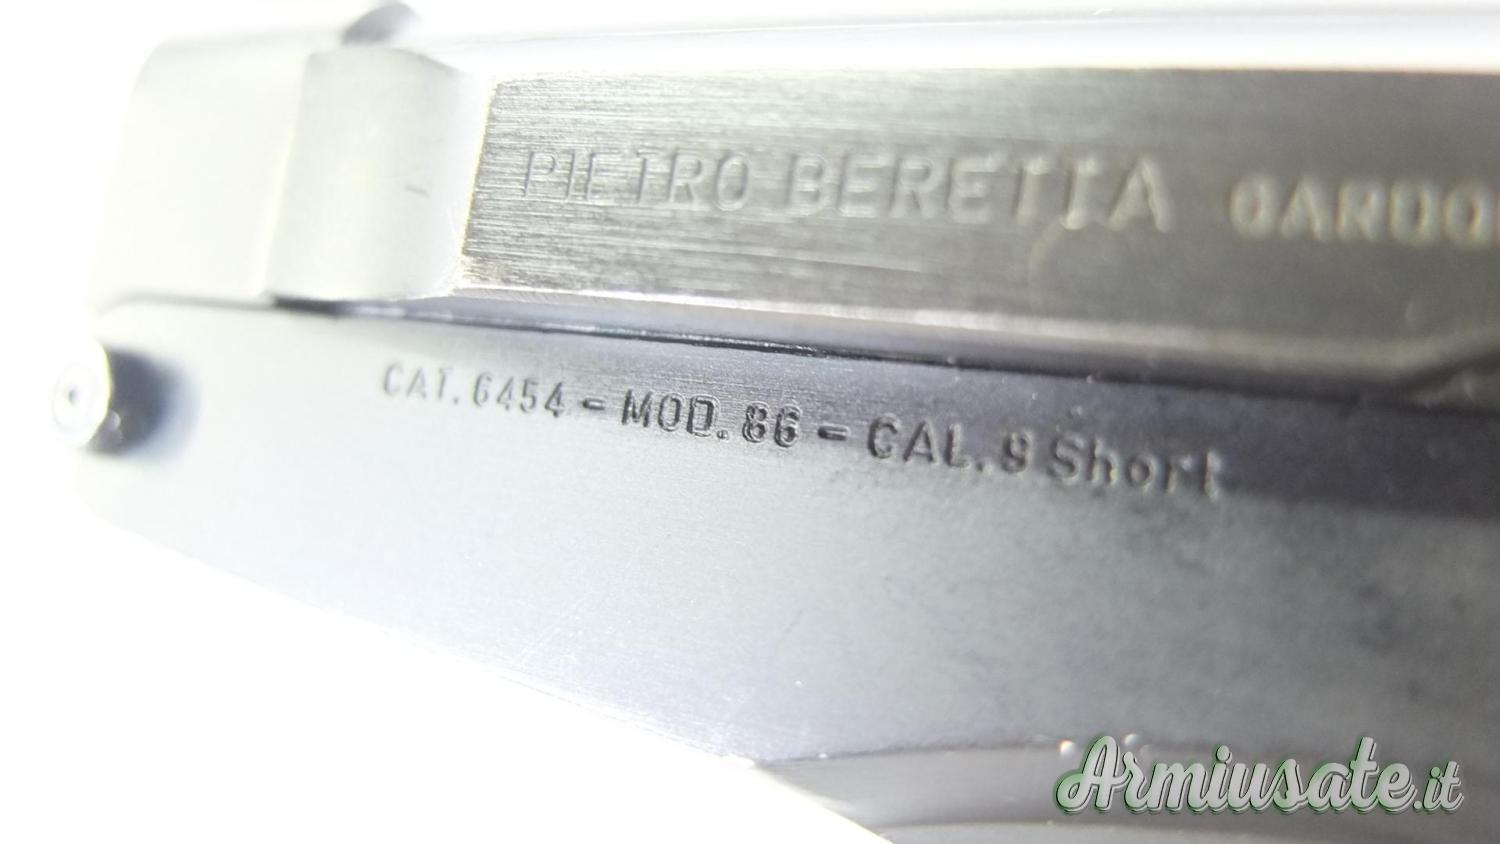 PIETRO BERETTA
CAT.6454 - MOD.86 - CAL.9 Short
Armiusate.it